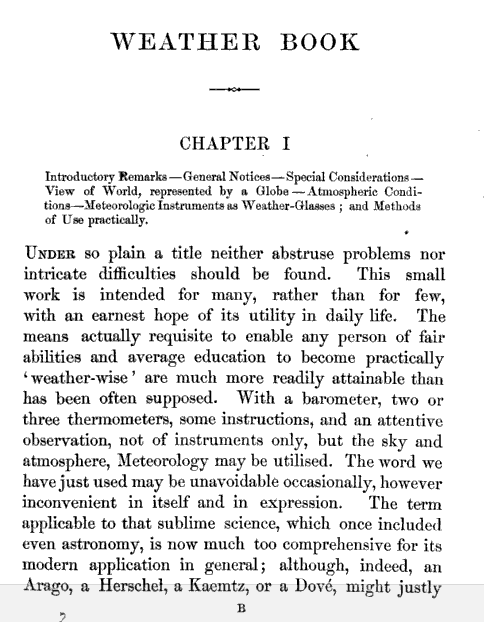 WEATHER BOOK
CHAPTER I
Introductory Remarks—General Notices—Special Considerations—
View of World, represented by a Globe—Atmospheric Condi-
tions—Meteorologic Instruments as Weather-Glasses; and Methods
of Use practically.
UNDER so plain a title neither abstruse problems nor
intricate difficulties should be found. This small
work is intended for many, rather than for few,
with an earnest hope of its utility in daily life. The
means actually requisite to enable any person of fair
abilities and average education to become practically
‘weather-wise’ are much more readily attainable than
has been often supposed. With a barometer, two or
three thermometers, some instructions, and an attentive
observation, not of instruments only, but the sky and
atmosphere, Meteorology may be utilised. The word we
have just used may be unavoidable occasionally, however
inconvenient in itself and in expression. The term
applicable to that sublime science, which once included
even astronomy, is now much too comprehensive for its
modern application in general; although, indeed, an
Arago, a Herschel, a Kaemtz, or a Dové, might justly
B